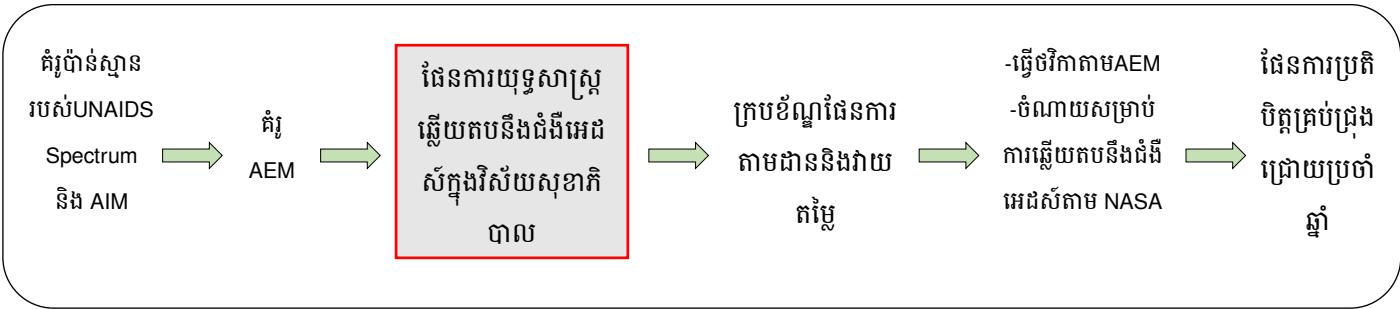 គំរូប៉ាន់ស្មាន
របស់UNAIDS
Spectrum
និង AIM
គំរូ
AEM
ផែនការយុទ្ធសាស្ត្រ
ឆ្លើយតបនឹងជំងឺអេដ
ស៍ក្នុងវិស័យសុខាភិ
បាល
ក្របខ័ណ្ឌផែនការ
តាមដាននិងវាយ
តម្លៃ
-ធ្វើថវិកាតាមAEM
-ចំណាយសម្រាប់
ការឆ្លើយតបនឹងជំងឺ
អេដស៍តាម NASA
ផែនការប្រតិ
បិត្តគ្រប់ជ្រុង
ជ្រោយប្រចាំ
ឆ្នាំ